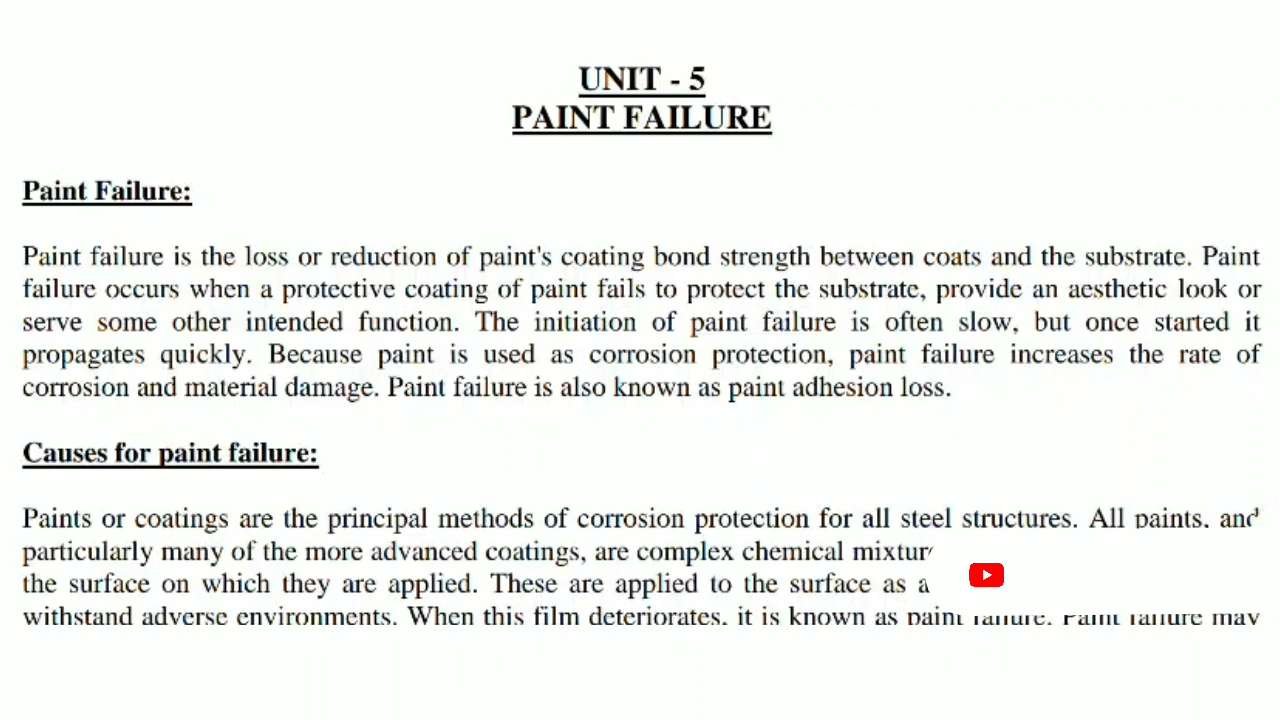 UNIT - 5
PAINT FAILURE
Paint Failure:
Paint failure is the loss or reduction of paint's coating bond strength between coats and the substrate. Paint
failure occurs when a protective coating of paint fails to protect the substrate, provide an aesthetic look or
serve some other intended function. The initiation of paint failure is often slow, but once started it
propagates quickly. Because paint is used as corrosion protection, paint failure increases the rate of
corrosion and material damage. Paint failure is also known as paint adhesion loss.
Causes for paint failure:
Paints or coatings are the principal methods of corrosion protection for all steel structures. All paints, and
particularly many of the more advanced coatings, are complex chemical
the surface on which they are applied. These are applied to the surface as a
withstand adverse environments. When this film deteriorates, it is known as paint failure. Paint failure may